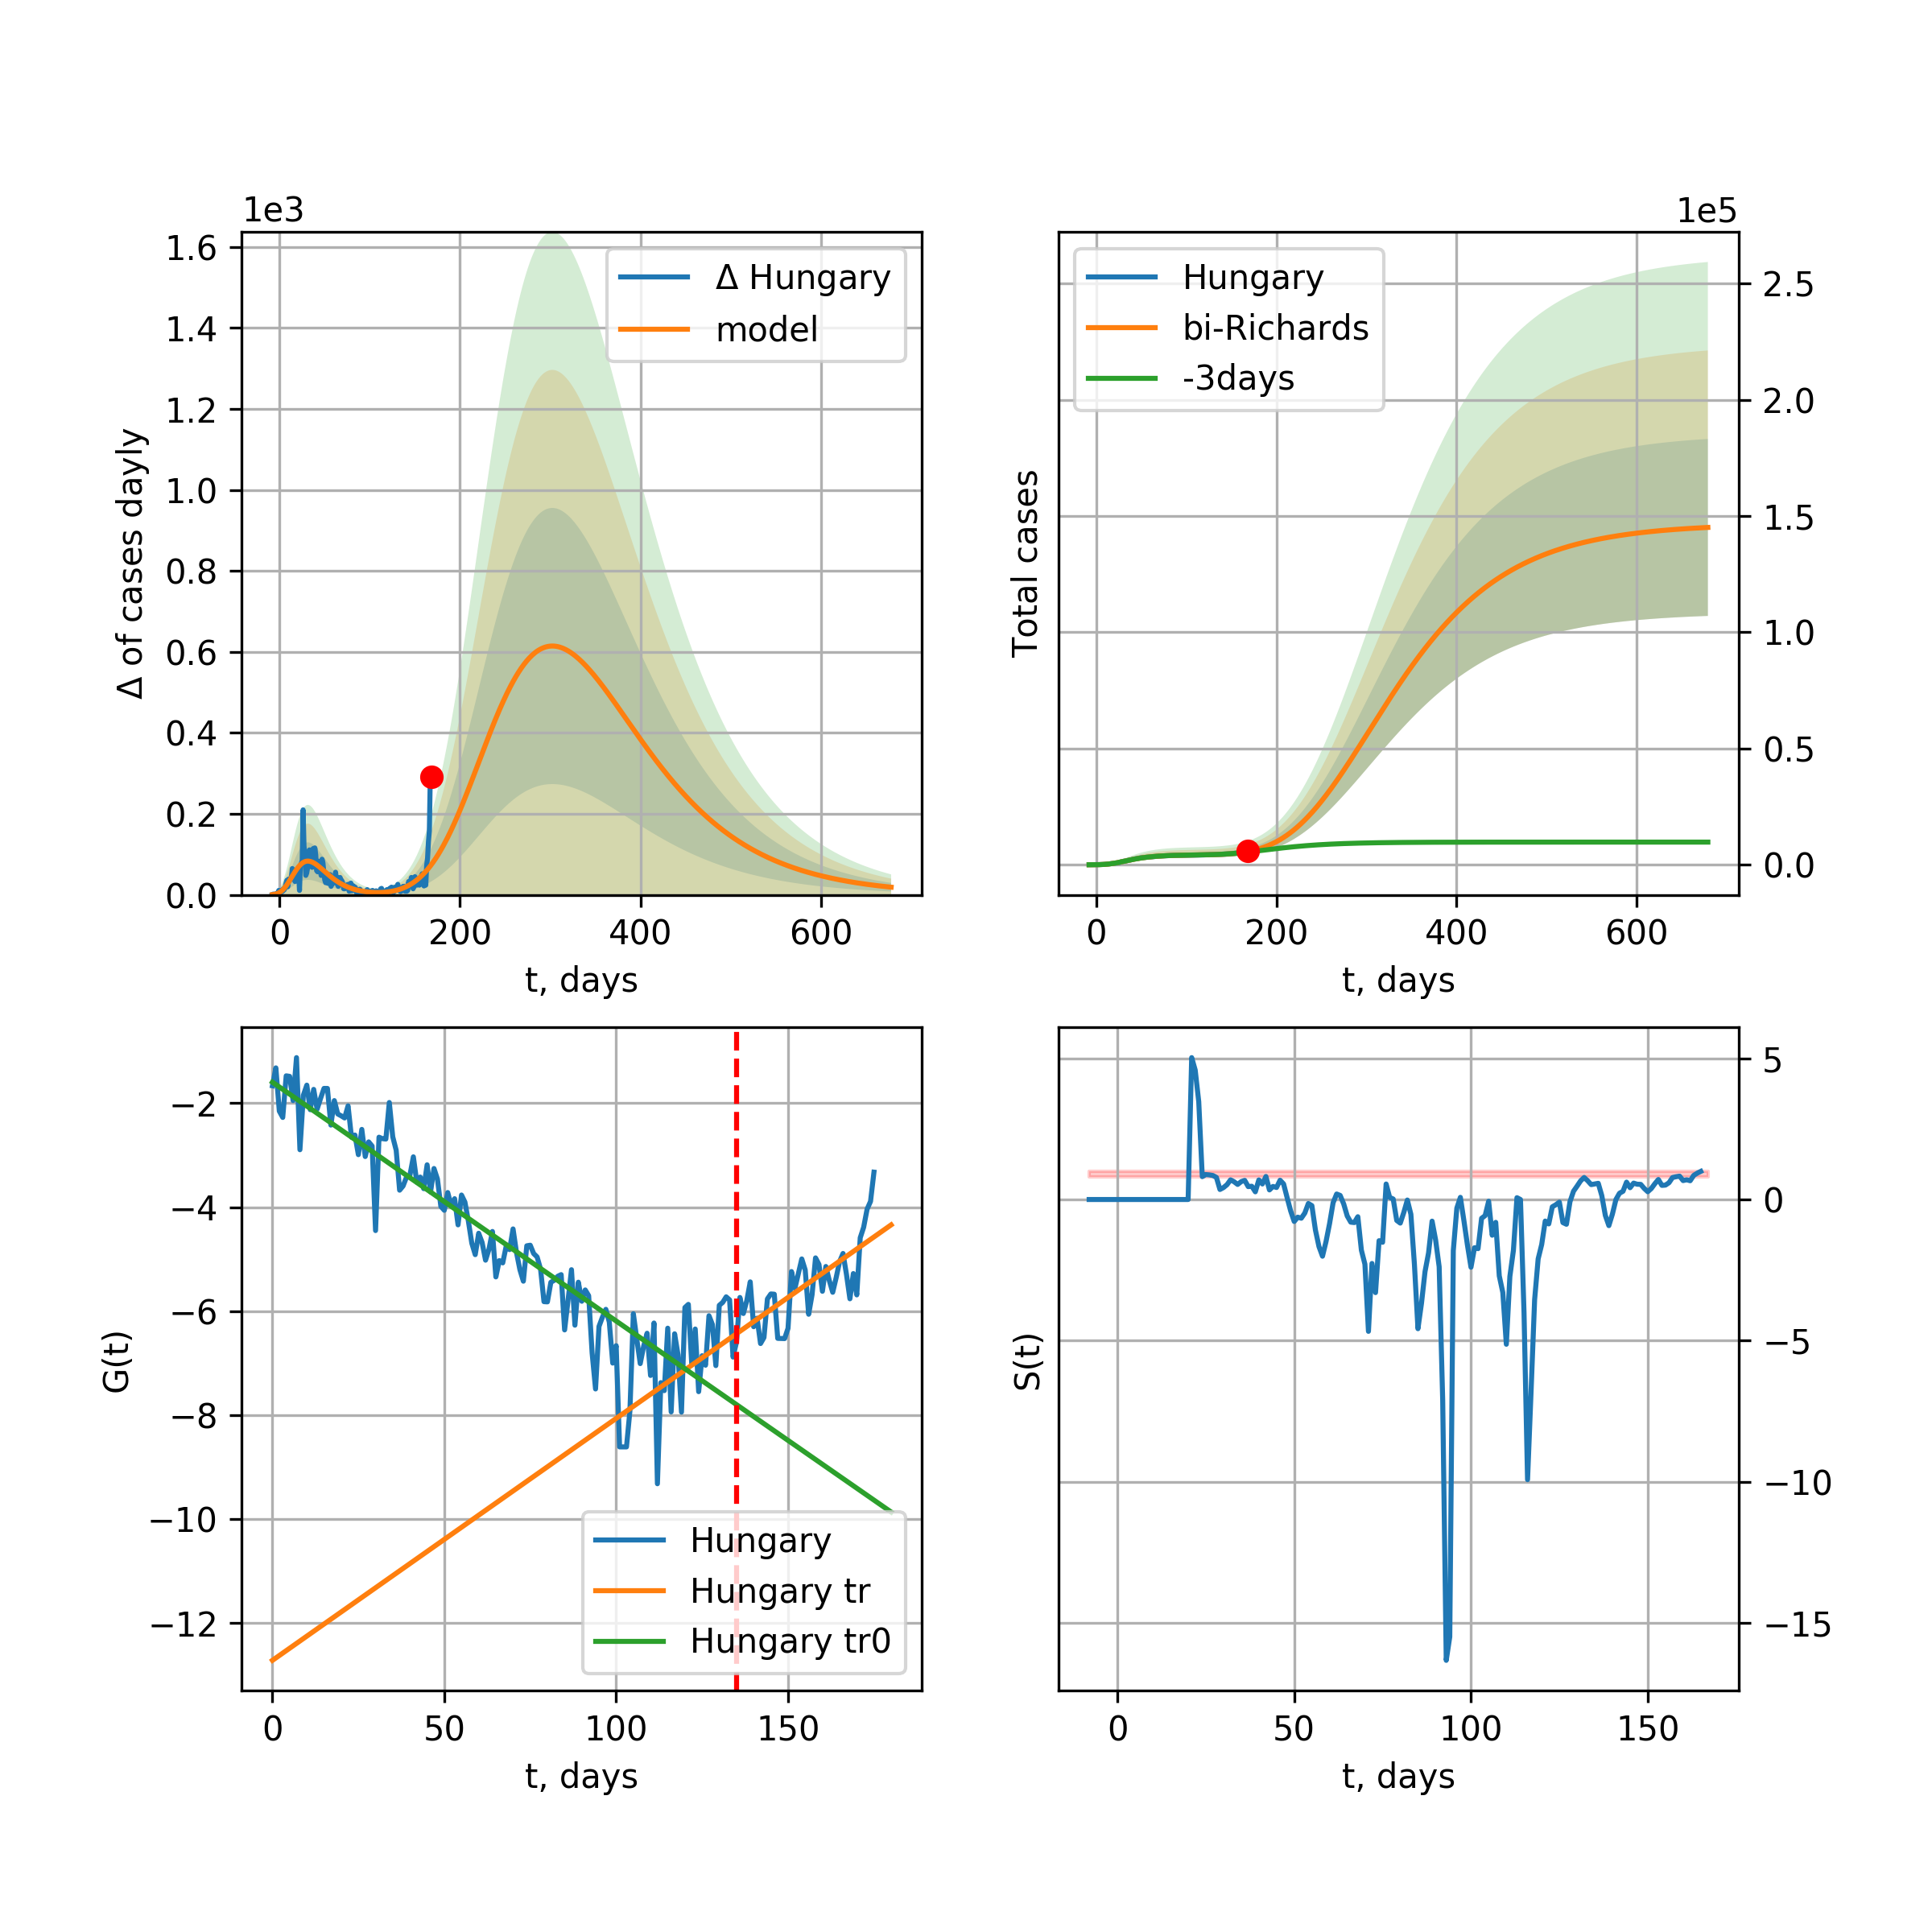 1e3
1.6
1.4
1.2
1.0
0.8
0.6
0.4
0.2
0.0
0 200 400 600
Δ of cases dayly
t, days
Δ Hungary
model
1e5
2.5
2.0
1.5
1.0
0.5
0.0
0 200 400 600
Total cases
t, days
Hungary
bi-Richards
-3days
−2
−4
−6
−8
−10
−12
0 50 100 150
G(t)
t, days
Hungary
Hungary tr
Hungary tr0
5
0
−5
−10
−15
0 50 100 150
S(t)
t, days